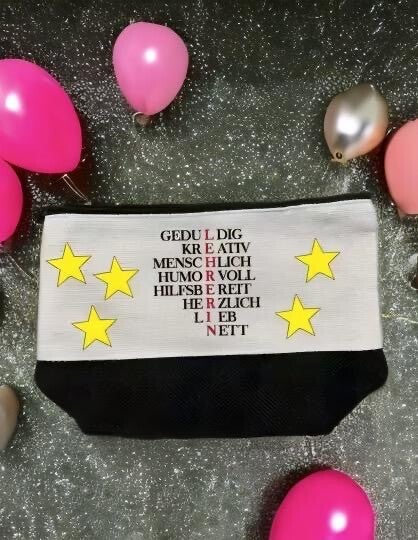 GEDULDIG
KREATIV
MENSCHLICH
HUMORVOLL
HILFSBEREIT
HERZLICH
LIEB
NETT